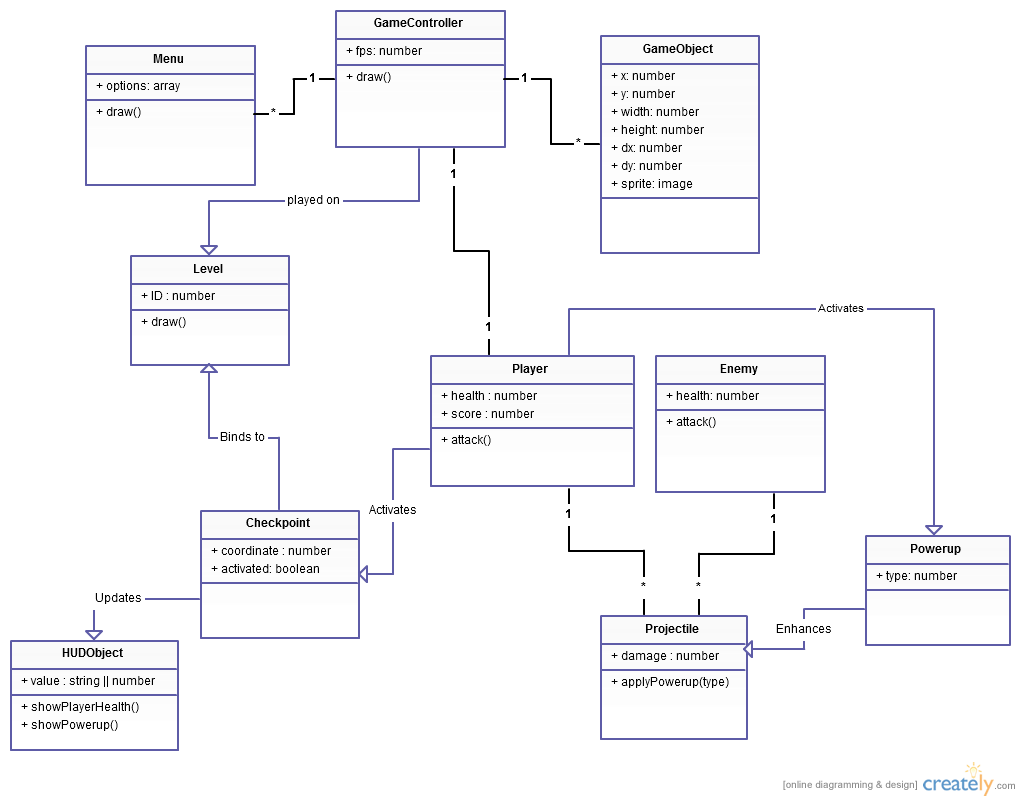 GameController
+ fps: number
+ draw()
Menu
+ options: array
+ draw()
GameObject
+ x: number
+ y: number
+ width: number
+ height: number
+ dx: number
+ dy: number
+ sprite: image
1
*
1
*
1
1
played on
Level
+ ID : number
+ draw()
Activates
Player
+ health : number
+ score : number
+ attack()
Enemy
+ health: number
+ attack()
Binds to
Activates
1
*
1
*
Checkpoint
+ coordinate : number
+ activated: boolean
Powerup
+ type: number
Updates
Enhances
HUDObject
+ value : string || number
+ showPlayerHealth()
+ showPowerup()
Projectile
+ damage : number
+ applyPowerup(type)
[online diagramming & design] creately.com